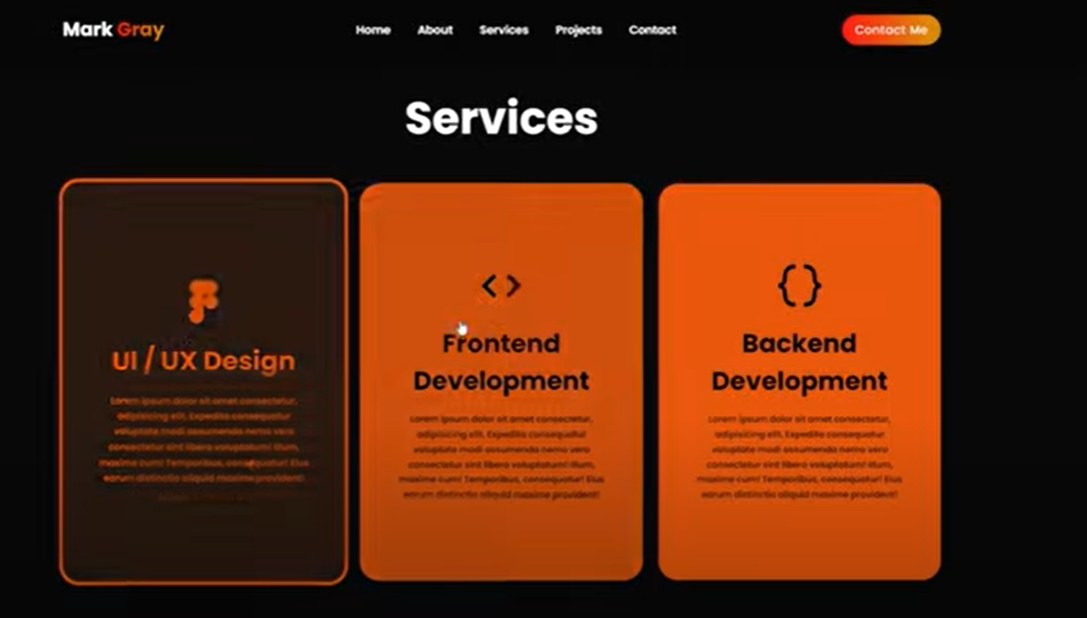 Mark Gray
Home About Services Projects Contact
Contact Me
Services
UI / UX Design
Lorem ipsum dolor sit amet consectetur,
adipisicing elit. Expedita consequatur
voluptate modi assumenda nemo vero
consectetur sint libero voluptatum! Illum,
maxime cum! Temporibus, consequatur! Eius
earum distinctio aliquid maxime provident!
Frontend
Development
Lorem ipsum dolor sit amet consectetur,
adipisicing elit. Expedita consequatur
voluptate modi assumenda nemo vero
consectetur sint libero voluptatum! Illum,
maxime cum! Temporibus, consequatur! Eius
earum distinctio aliquid maxime provident!
Backend
Development
Lorem ipsum dolor sit amet consectetur,
adipisicing elit. Expedita consequatur
voluptate modi assumenda nemo vero
consectetur sint libero voluptatum! Illum,
maxime cum! Temporibus, consequatur! Eius
earum distinctio aliquid maxime provident!